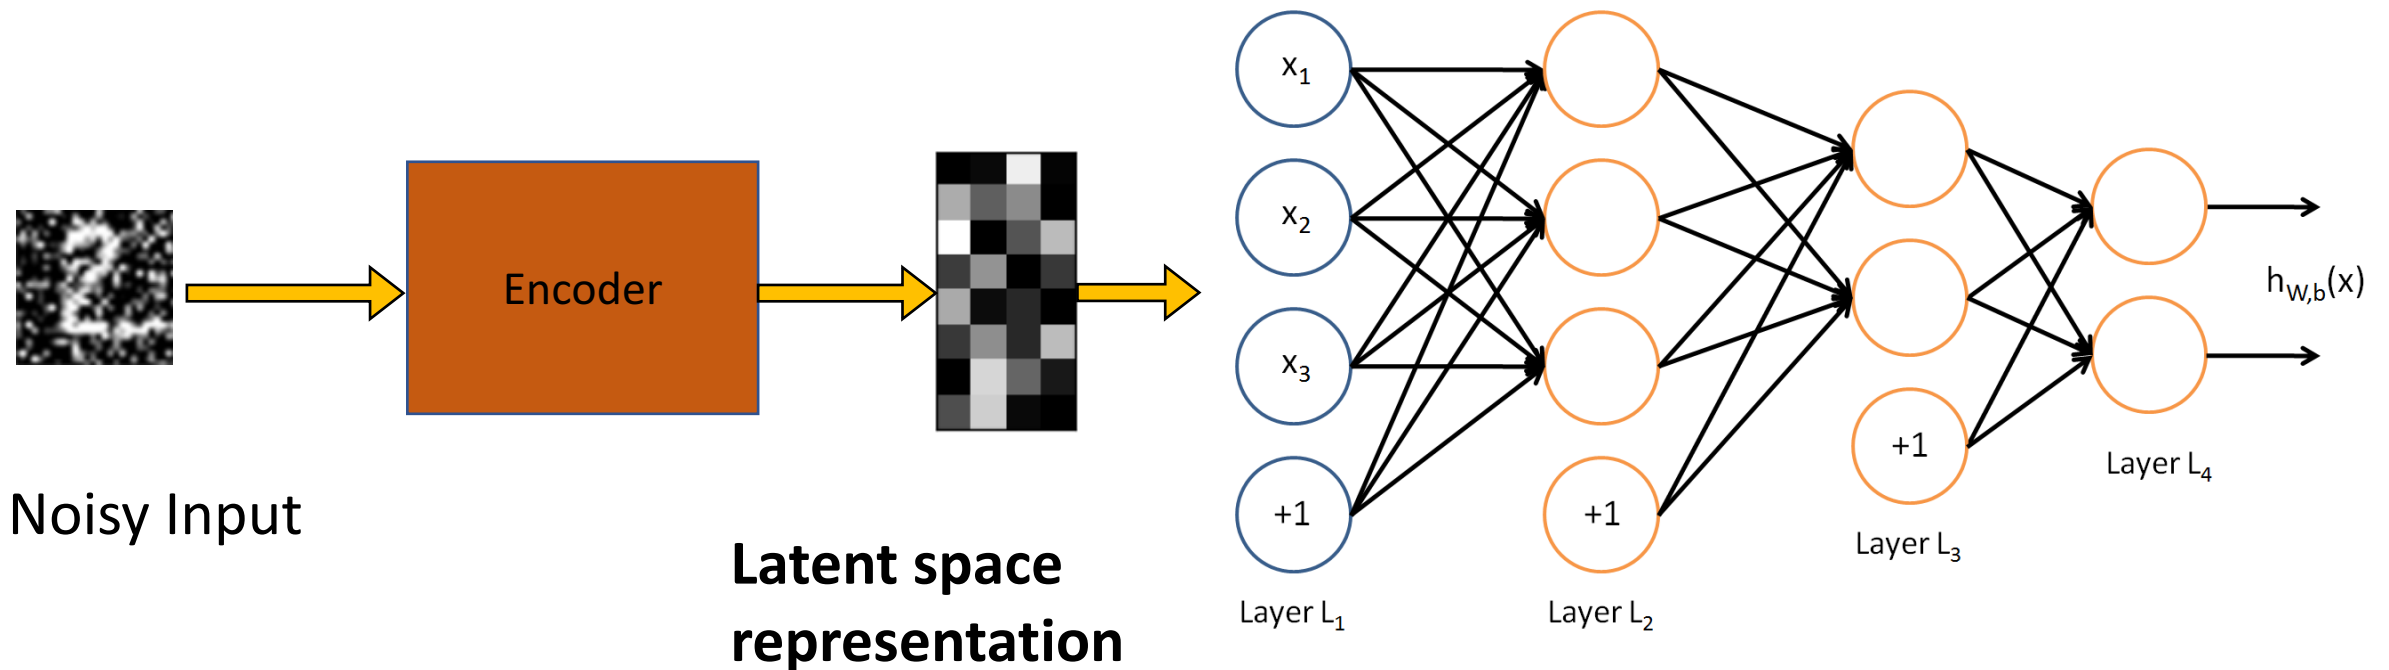 Noisy Input
Encoder
Latent space
representation
x1
x2
x3
+1
Layer L1
+1
Layer L2
+1
Layer L3
Layer L4
hW,b(x)